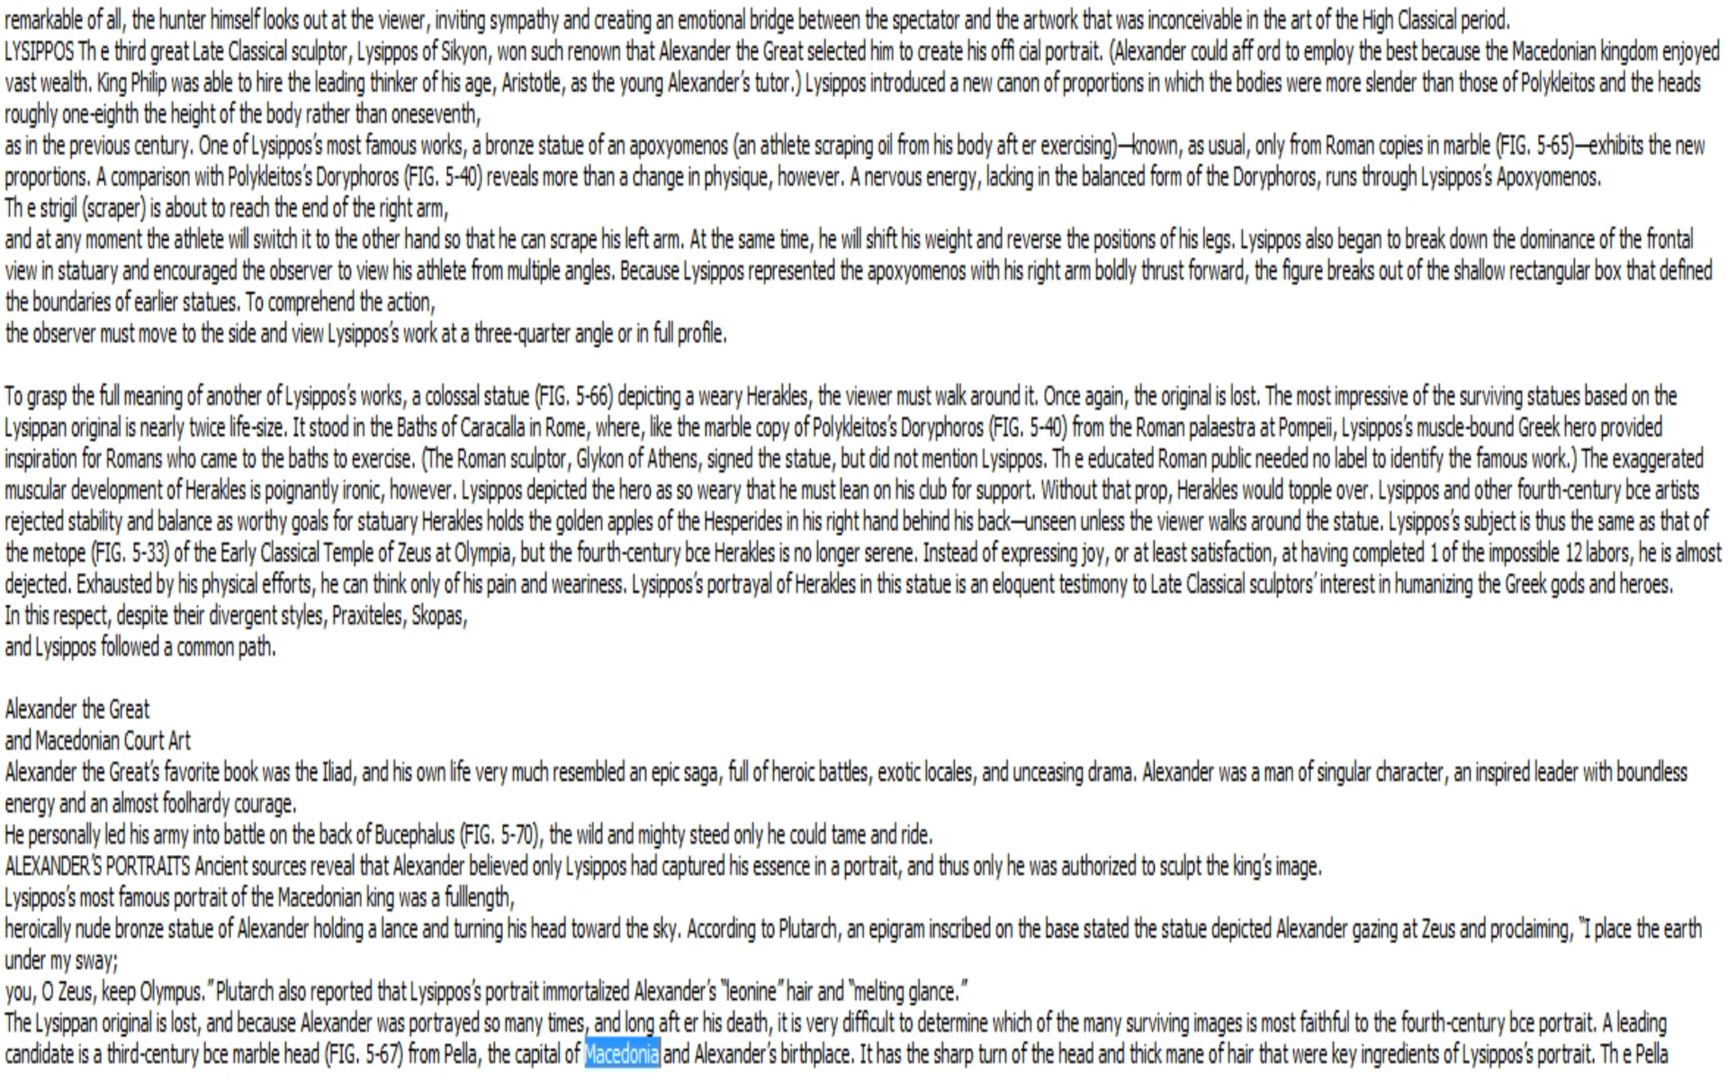 remarkable of all, the hunter himself looks out at the viewer, inviting sympathy and creating an emotional bridge between the spectator and the artwork that was inconceivable in the art of the High Classical period.
LYSIPPOS Th e third great Late Classical sculptor, Lysippos of Sikyon, won such renown that Alexander the Great selected him to create his offi cial portrait. (Alexander could aff ord to employ the best because the Macedonian kingdom enjoyed
vast wealth. King Philip was able to hire the leading thinker of his age, Aristotle, as the young Alexander's tutor.) Lysippos introduced a new canon of proportions in which the bodies were more slender than those of Polykleitos and the heads
roughly one-eighth the height of the body rather than oneseventh,
as in the previous century. One of Lysippos's most famous works, a bronze statue of an apoxyomenos (an athlete scraping oil from his body aft er exercising)—known, as usual, only from Roman copies in marble (FIG. 5-65)—exhibits the new
proportions. A comparison with Polykleitos's Doryphoros (FIG. 5-40) reveals more than a change in physique, however. A nervous energy, lacking in the balanced form of the Doryphoros, runs through Lysippos's Apoxyomenos.
Th e strigil (scraper) is about to reach the end of the right arm,
and at any moment the athlete will switch it to the other hand so that he can scrape his left arm. At the same time, he will shift his weight and reverse the positions of his legs. Lysippos also began to break down the dominance of the frontal
view in statuary and encouraged the observer to view his athlete from multiple angles. Because Lysippos represented the apoxyomenos with his right arm boldly thrust forward, the figure breaks out of the shallow rectangular box that defined
the boundaries of earlier statues. To comprehend the action,
the observer must move to the side and view Lysippos's work at a three-quarter angle or in full profile.
To grasp the full meaning of another of Lysippos's works, a colossal statue (FIG. 5-66) depicting a weary Herakles, the viewer must walk around it. Once again, the original is lost. The most impressive of the surviving statues based on the
Lysippan original is nearly twice life-size. It stood in the Baths of Caracalla in Rome, where, like the marble copy of Polykleitos's Doryphoros (FIG. 5-40) from the Roman palaestra at Pompeii, Lysippos's muscle-bound Greek hero provided
inspiration for Romans who came to the baths to exercise. (The Roman sculptor, Glykon of Athens, signed the statue, but did not mention Lysippos. Th e educated Roman public needed no label to identify the famous work.) The exaggerated
muscular development of Herakles is poignantly ironic, however. Lysippos depicted the hero as so weary that he must lean on his club for support. Without that prop, Herakles would topple over. Lysippos and other fourth-century bce artists
rejected stability and balance as worthy goals for statuary Herakles holds the golden apples of the Hesperides in his right hand behind his back—unseen unless the viewer walks around the statue. Lysippos's subject is thus the same as that of
the metope (FIG. 5-33) of the Early Classical Temple of Zeus at Olympia, but the fourth-century bce Herakles is no longer serene. Instead of expressing joy, or at least satisfaction, at having completed 1 of the impossible 12 labors, he is almost
dejected. Exhausted by his physical efforts, he can think only of his pain and weariness. Lysippos's portrayal of Herakles in this statue is an eloquent testimony to Late Classical sculptors' interest in humanizing the Greek gods and heroes.
In this respect, despite their divergent styles, Praxiteles, Skopas,
and Lysippos followed a common path.
Alexander the Great
and Macedonian Court Art
Alexander the Great's favorite book was the Iliad, and his own life very much resembled an epic saga, full of heroic battles, exotic locales, and unceasing drama. Alexander was a man of singular character, an inspired leader with boundless
energy and an almost foolhardy courage.
He personally led his army into battle on the back of Bucephalus (FIG. 5-70), the wild and mighty steed only he could tame and ride.
ALEXANDER'S PORTRAITS Ancient sources reveal that Alexander believed only Lysippos had captured his essence in a portrait, and thus only he was authorized to sculpt the king's image.
Lysippos's most famous portrait of the Macedonian king was a fulllength,
heroically nude bronze statue of Alexander holding a lance and turning his head toward the sky. According to Plutarch, an epigram inscribed on the base stated the statue depicted Alexander gazing at Zeus and proclaiming, "I place the earth
under my sway;
you, O Zeus, keep Olympus." Plutarch also reported that Lysippos's portrait immortalized Alexander's "leonine" hair and "melting glance."
The Lysippan original is lost, and because Alexander was portrayed so many times, and long aft er his death, it is very difficult to determine which of the many surviving images is most faithful to the fourth-century bce portrait. A leading
candidate is a third-century bce marble head (FIG. 5-67) from Pella, the capital of Macedonia and Alexander's birthplace. It has the sharp turn of the head and thick mane of hair that were key ingredients of Lysippos's portrait. Th e Pella